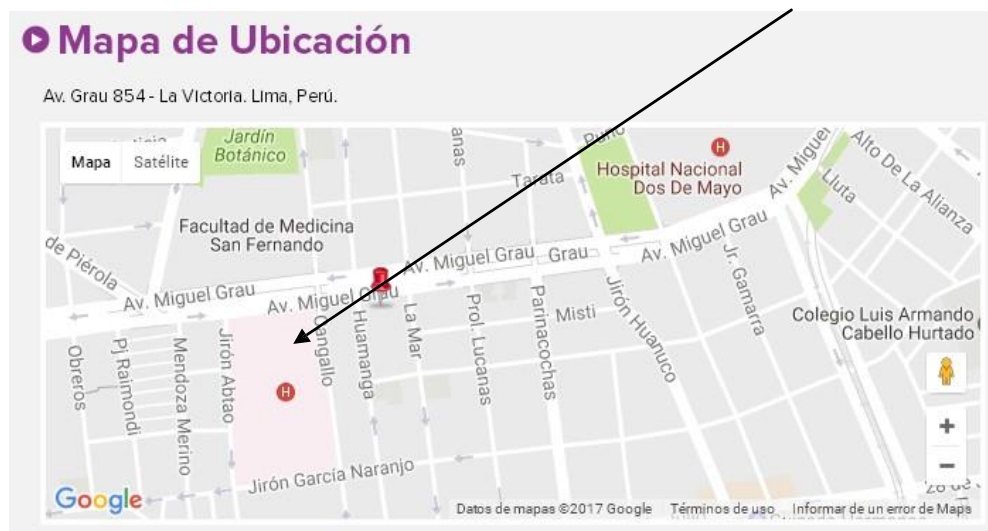 Mapa de Ubicación
Av. Grau 854 - La Victoria. Lima, Perú.
Mapa Satélite
Jardín
Botánico
anas
Puno
Tarata
Hospital Nacional
Dos De Mayo
Av. Miguel
Lluta
Alto De La Alianza
Facultad de Medicina
San Fernando
de Piérola
Av. Miguel Grau
Grau
Av. Miguel Grau
Av. Miguel Grau
Av. Miguel Grau
Jr. Gamarra
Jirón Huanuco
Parinacochas
Misti
Prol. Lucanas
La Mar
Huamanga
Cangallo
Jirón Abtao
Mendoza Merino
Pj Raimondi
Obreros
Colegio Luis Armando
Cabello Hurtado
H
H
Jirón García Naranjo
+
−
Google
Datos de mapas ©2017 Google Términos de uso Informar de un error de Maps